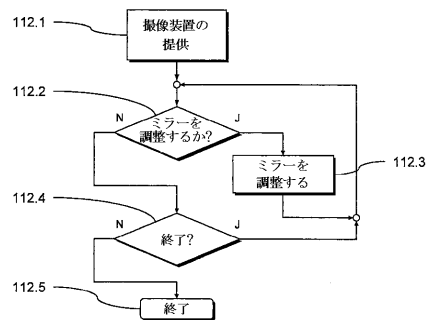 112.1
撮像装置の
提供
112.2
N
J
ミラーを
調整するか?
ミラーを
調整する
112.3
112.4
N
J
終了?
112.5
終了